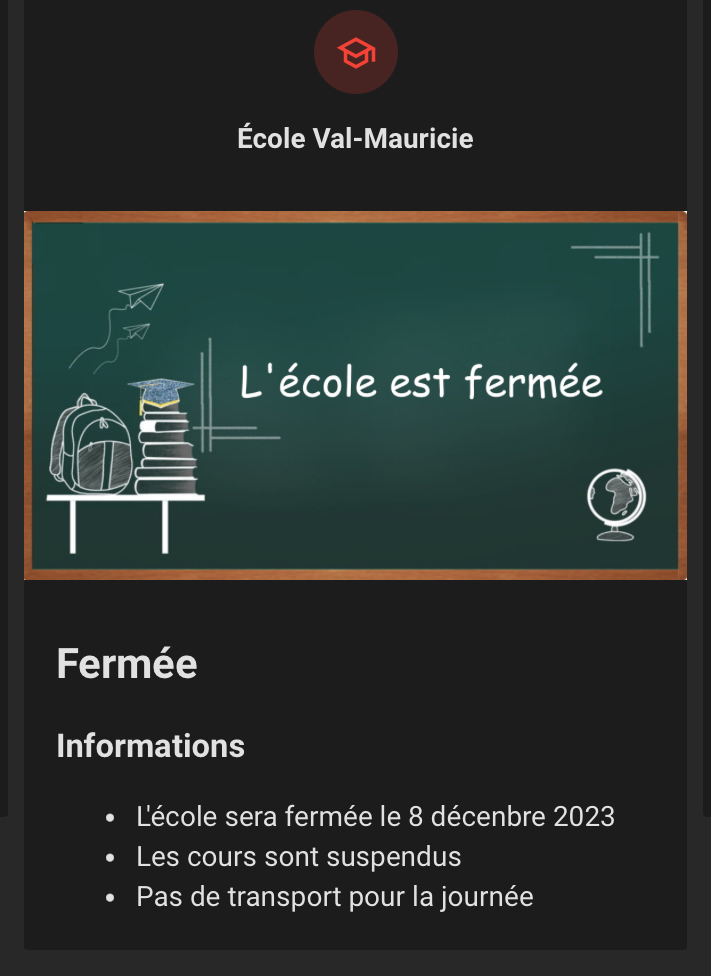 École Val-Mauricie
L'école est fermée
Fermée
Informations
L'école sera fermée le 8 décenbre 2023
Les cours sont suspendus
Pas de transport pour la journée